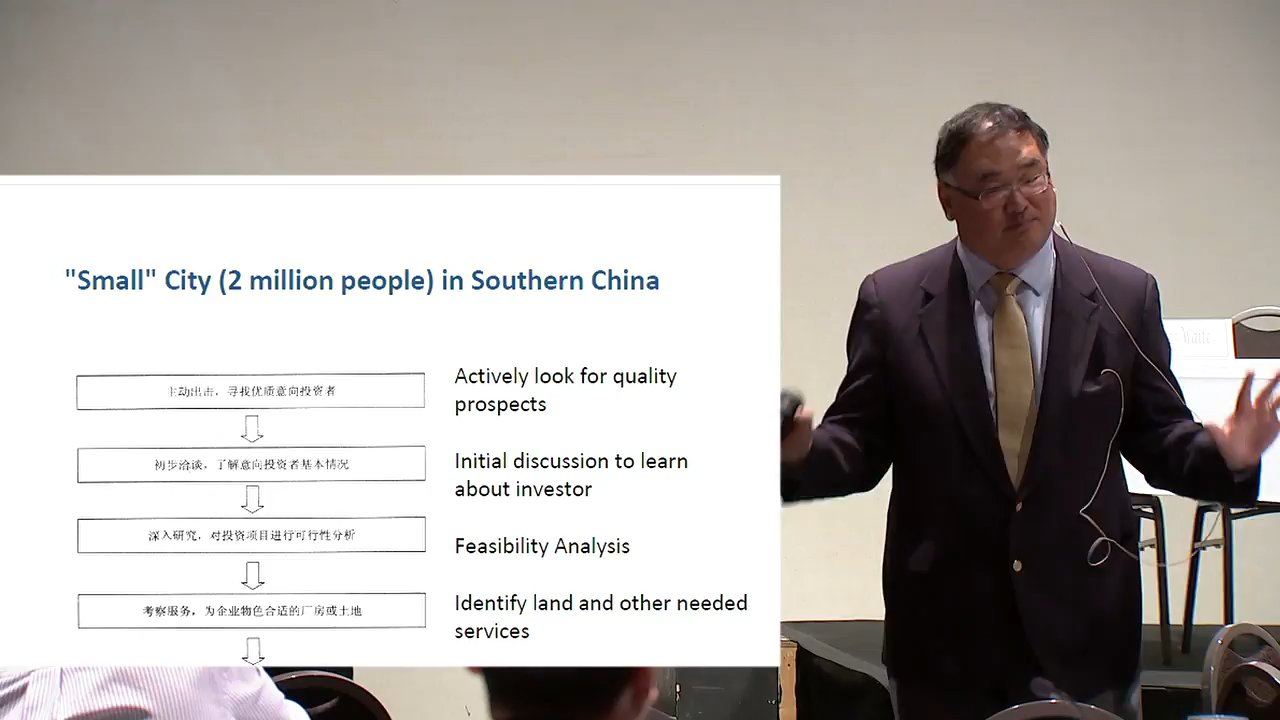 "Small" City (2 million people) in Southern China
主动出击，寻找优质意向投资者
Actively look for quality
prospects
初步洽谈，了解意向投资者基本情况
Initial discussion to learn
about investor
深入研究，对投资项目进行可行性分析
Feasibility Analysis
考察服务，为企业物色合适的厂房或土地
Identify land and other needed
services
Waite